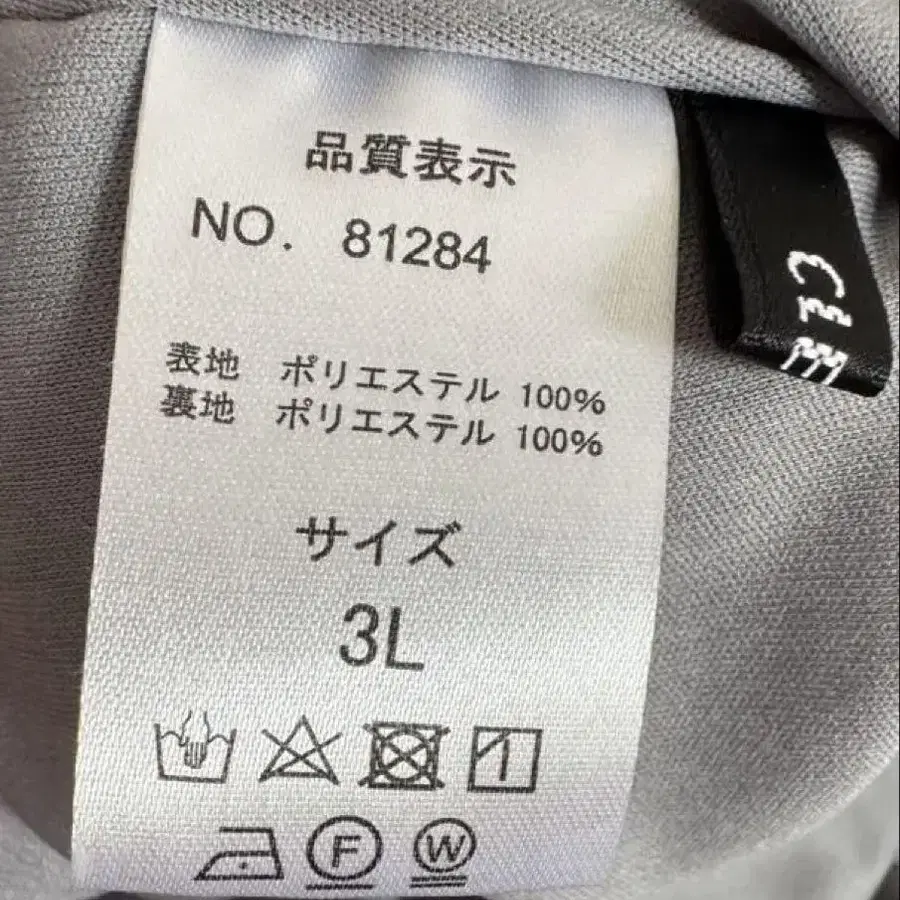 品質表示
NO. 81284
表地 ポリエステル 100%
裏地 ポリエステル 100%
サイズ
3L
F
W